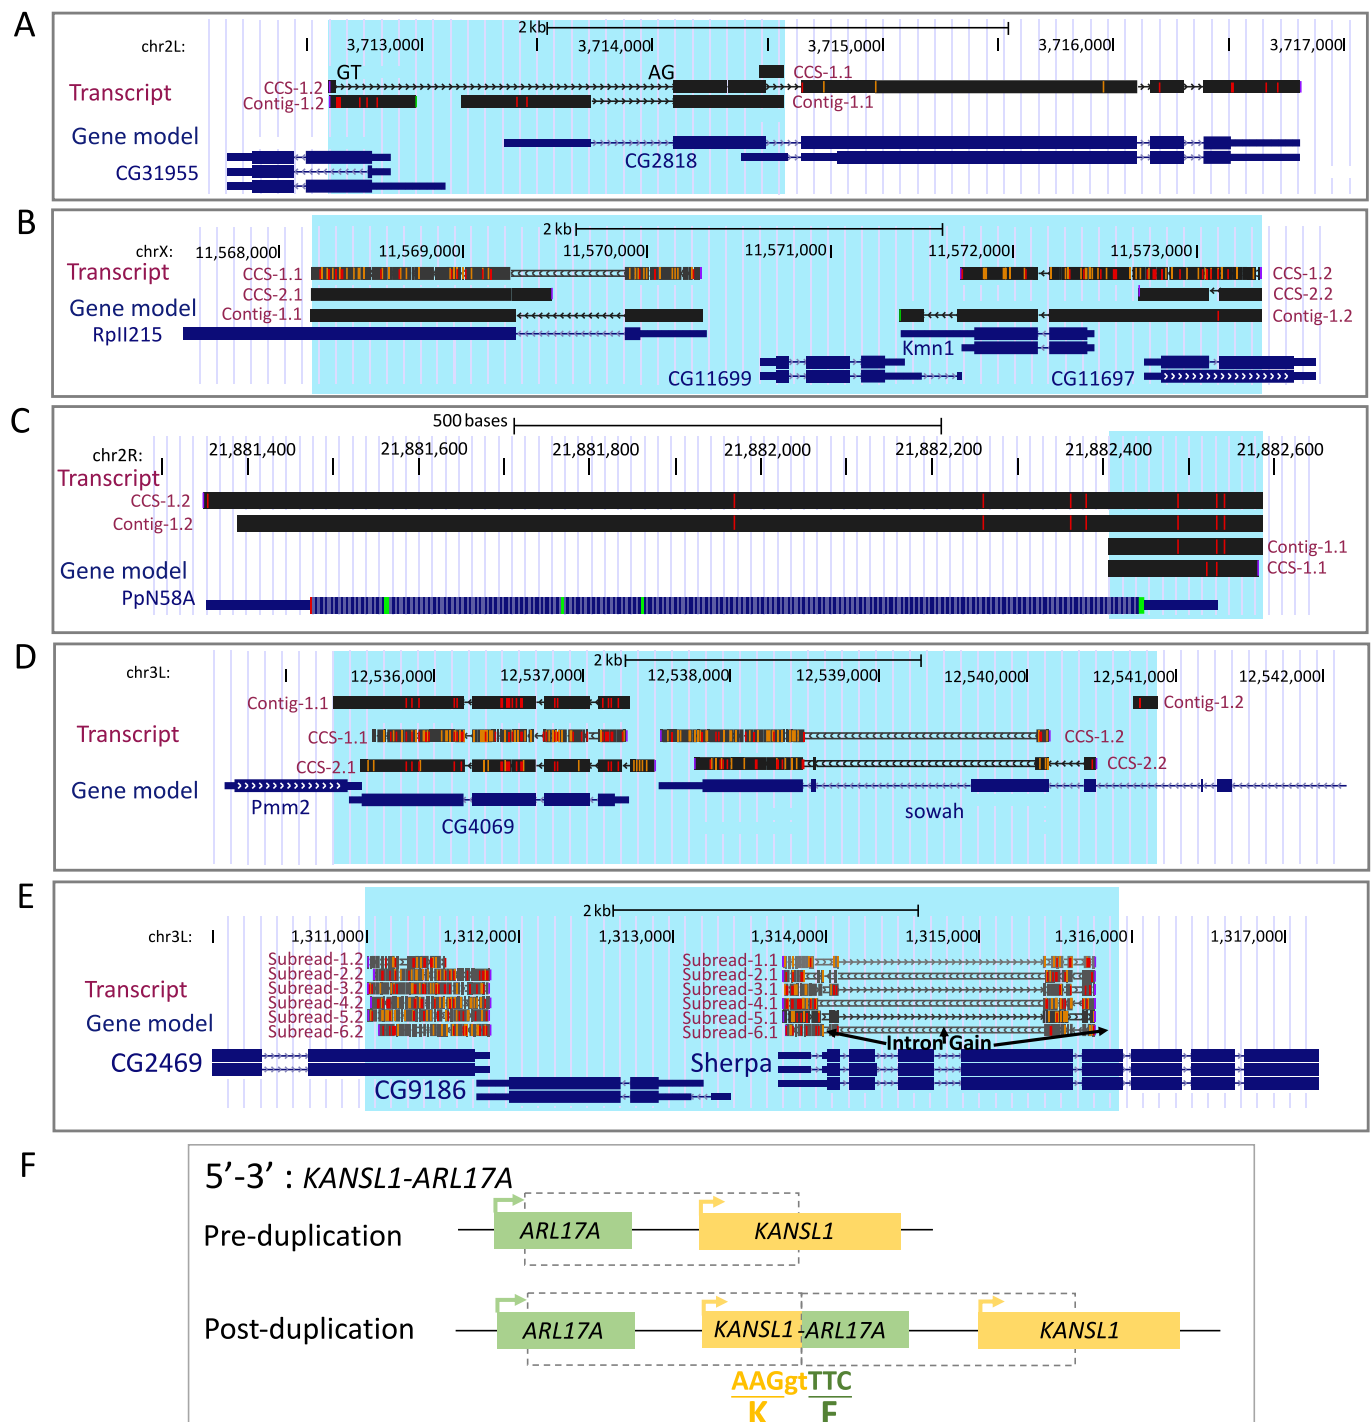 A
2 kb
chr2L: 3,713,000 3,714,000 3,715,000 3,716,000 3,717,000
GT AG CCS-1.1
Transcript CCS-1.2
Contig-1.2 Contig-1.1
Gene model
CG2818
CG31955
B
2 kb
chrX: 11,568,000 11,569,000 11,570,000 11,571,000 11,572,000 11,573,000
Transcript CCS-1.1 CCS-1.2
CCS-2.1 CCS-2.2
Gene model Contig-1.1 Contig-1.2
RpII215
Kmn1
CG11699 CG11697
C
500 bases
chr2R: 21,881,400 21,881,600 21,881,800 21,882,000 21,882,200 21,882,400 21,882,600
Transcript
CCS-1.2
Contig-1.2
Contig-1.1
Gene model CCS-1.1
PpN58A
D
2 kb
chr3L: 12,536,000 12,537,000 12,538,000 12,539,000 12,540,000 12,541,000 12,542,000
Contig-1.1 Contig-1.2
Transcript CCS-1.1 CCS-1.2
CCS-2.1 CCS-2.2
Gene model
Pmm2 sowah
CG4069
E
2 kb
chr3L: 1,311,000 1,312,000 1,313,000 1,314,000 1,315,000 1,316,000 1,317,000
Subread-1.2 Subread-1.1
Subread-2.2 Subread-2.1
Transcript Subread-3.2 Subread-3.1
Subread-4.2 Subread-4.1
Gene model Subread-5.2 Subread-5.1
Subread-6.2 Subread-6.1
Intron Gain
CG2469 Sherpa
CG9186
F
5’-3’ : KANSL1-ARL17A
Pre-duplication ARL17A KANSL1
Post-duplication ARL17A KANSL1-ARL17A KANSL1
AAGgtTTC
K F